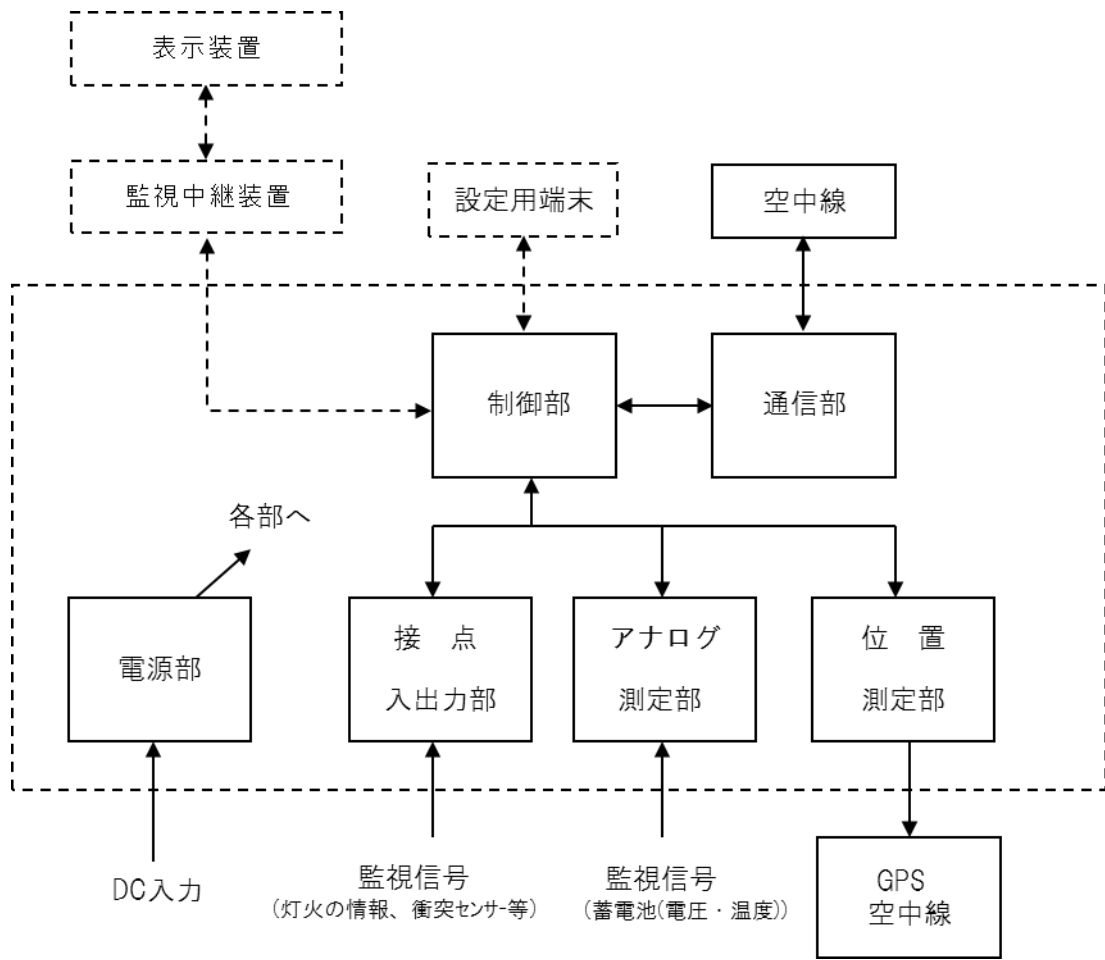 表示装置
監視中継装置
設定用端末
空中線
制御部
通信部
各部へ
電源部
接　点
入出力部
アナログ
測定部
位　置
測定部
DC入力
監視信号
（灯火の情報、衝突センサー等）
監視信号
（蓄電池（電圧・温度））
GPS
空中線